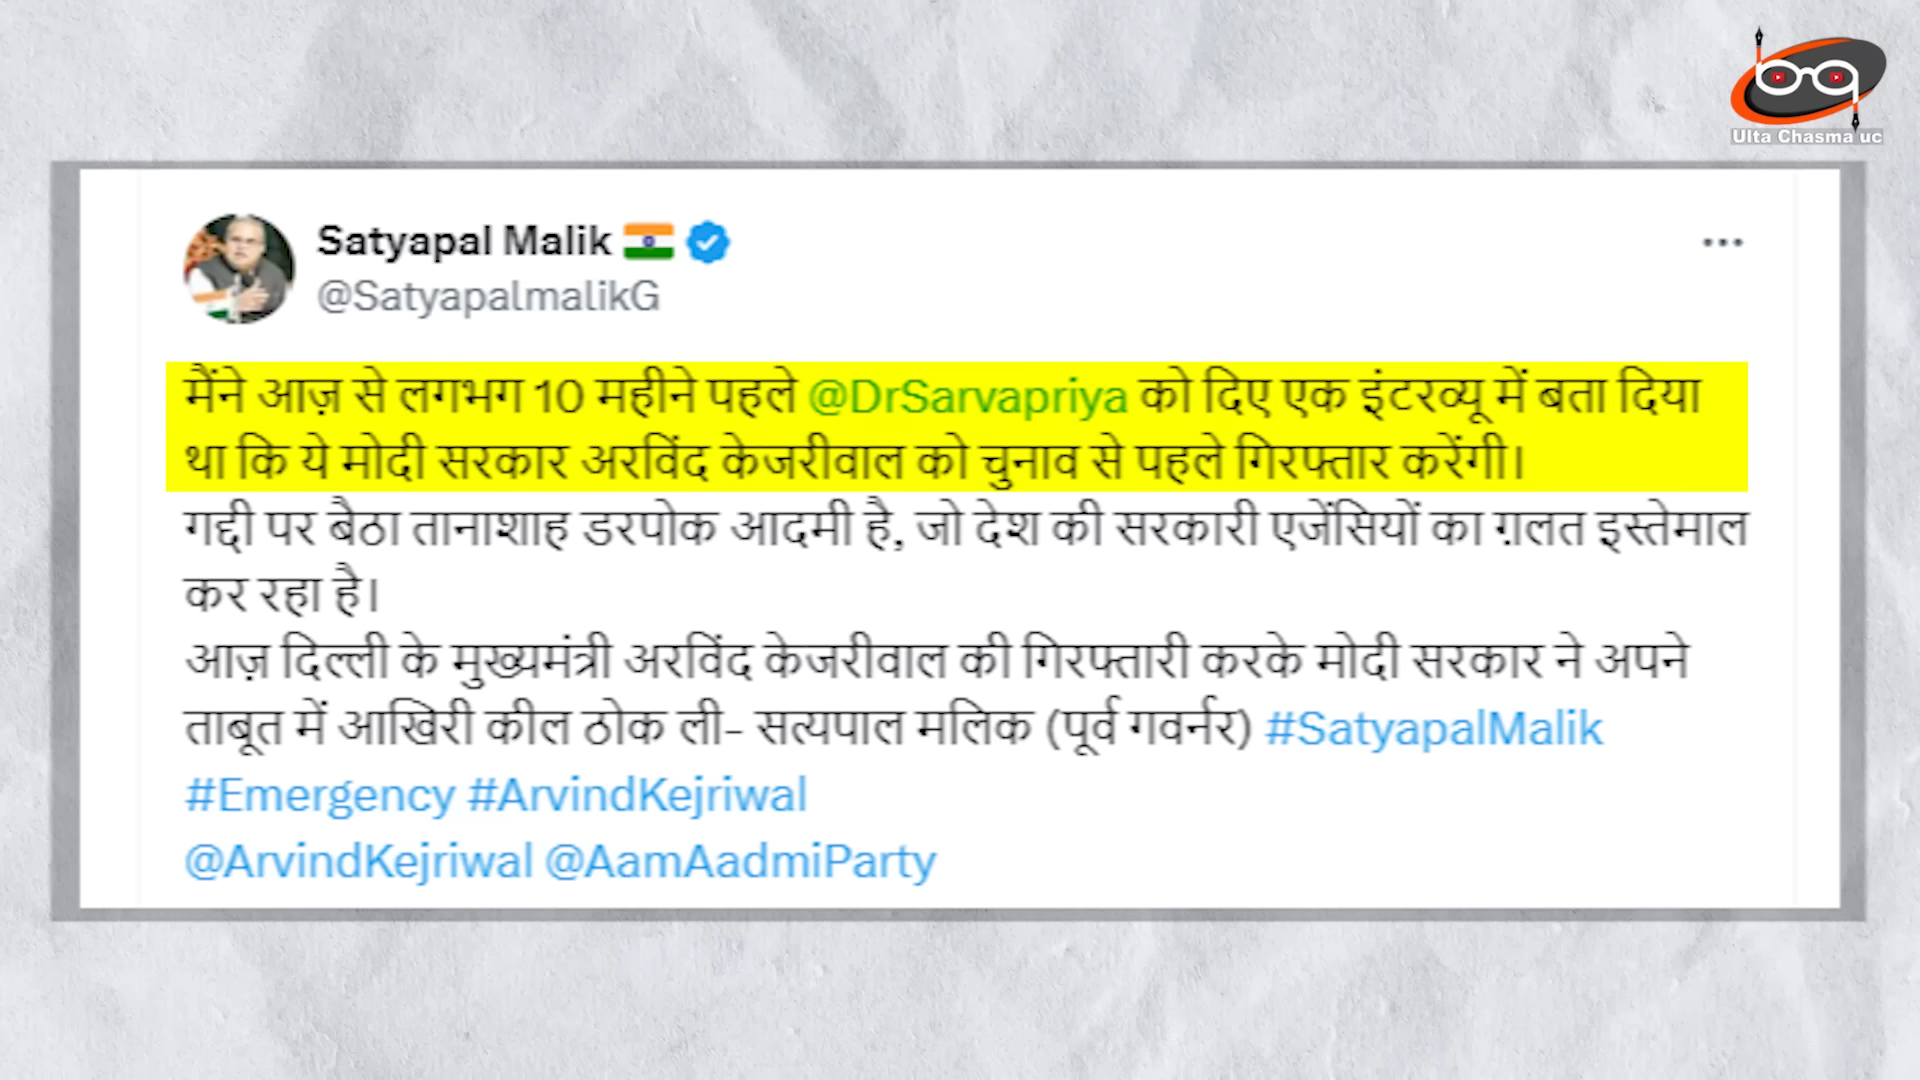 Ulta Chasma uc
Satyapal Malik
@SatyapalmalikG
मैंने आज़ से लगभग 10 महीने पहले @DrSarvapriya को दिए एक इंटरव्यू में बता दिया
था कि ये मोदी सरकार अरविंद केजरीवाल को चुनाव से पहले गिरफ्तार करेंगी।
गद्दी पर बैठा तानाशाह डरपोक आदमी है, जो देश की सरकारी एजेंसियों का ग़लत इस्तेमाल
कर रहा है।
आज़ दिल्ली के मुख्यमंत्री अरविंद केजरीवाल की गिरफ्तारी करके मोदी सरकार ने अपने
ताबूत में आखिरी कील ठोक ली- सत्यपाल मलिक (पूर्व गवर्नर) #SatyapalMalik
#Emergency #ArvindKejriwal
@ArvindKejriwal @AamAadmiParty